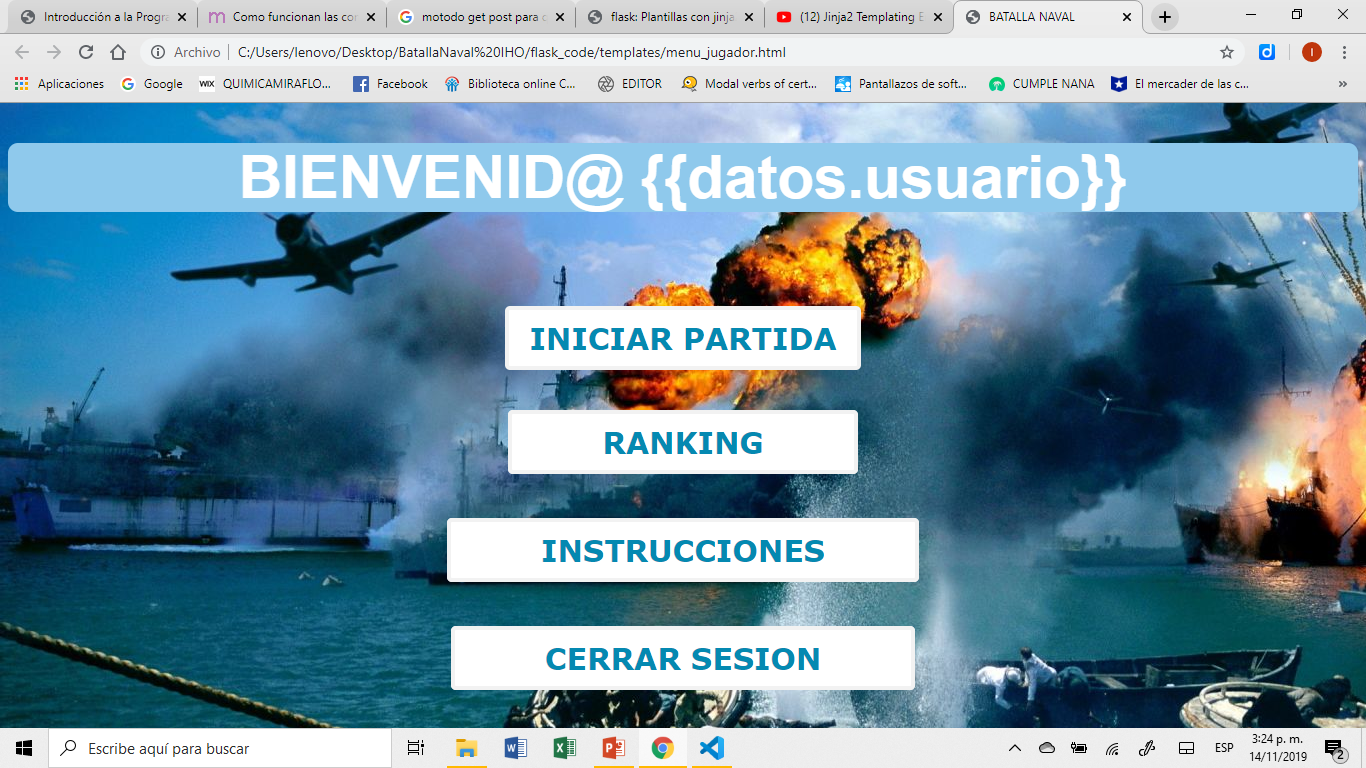 Introducción a la Progra
Como funcionan las co
motodo get post para c
flask: Plantillas con jinja
(12) Jinja2 Templating E
BATALLA NAVAL
Archivo
C:/Users/lenovo/Desktop/BatallaNaval%20IHO/flask_code/templates/menu_jugador.html
I
Aplicaciones
Google
WIX
QUIMICAMIRAFLO...
Facebook
Biblioteca online C...
EDITOR
Modal verbs of cert...
Pantallazos de soft...
CUMPLE NANA
El mercader de las c...
»
BIENVENID@ {{datos.usuario}}
INICIAR PARTIDA
RANKING
INSTRUCCIONES
CERRAR SESION
Escribe aquí para buscar
ESP
3:24 p. m.
14/11/2019
2